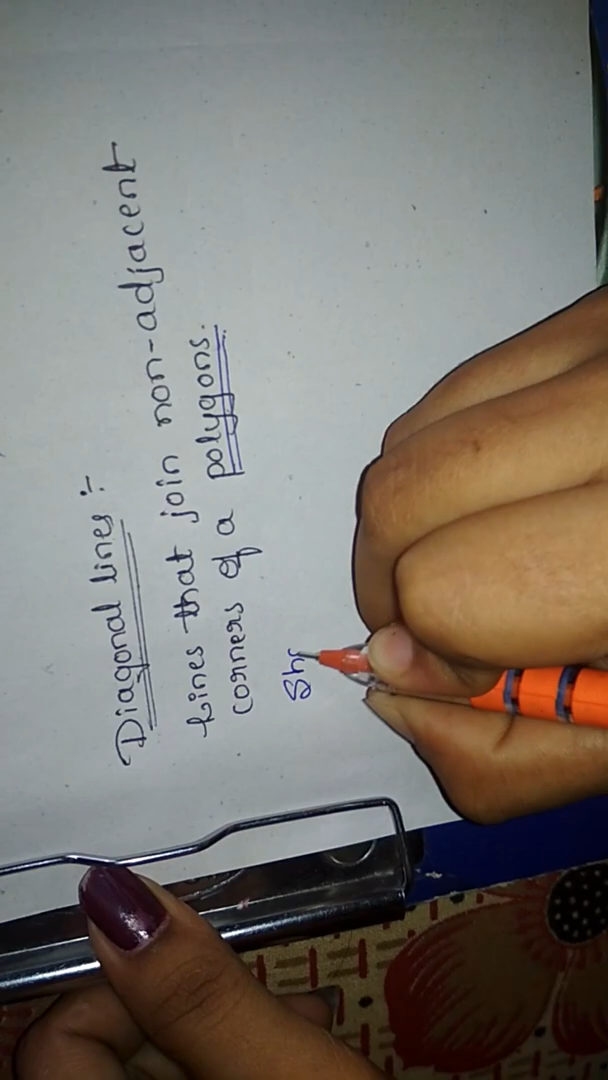 Diagonal lines :-
Lines that join non-adjacent
corners of a polygons.
Sh